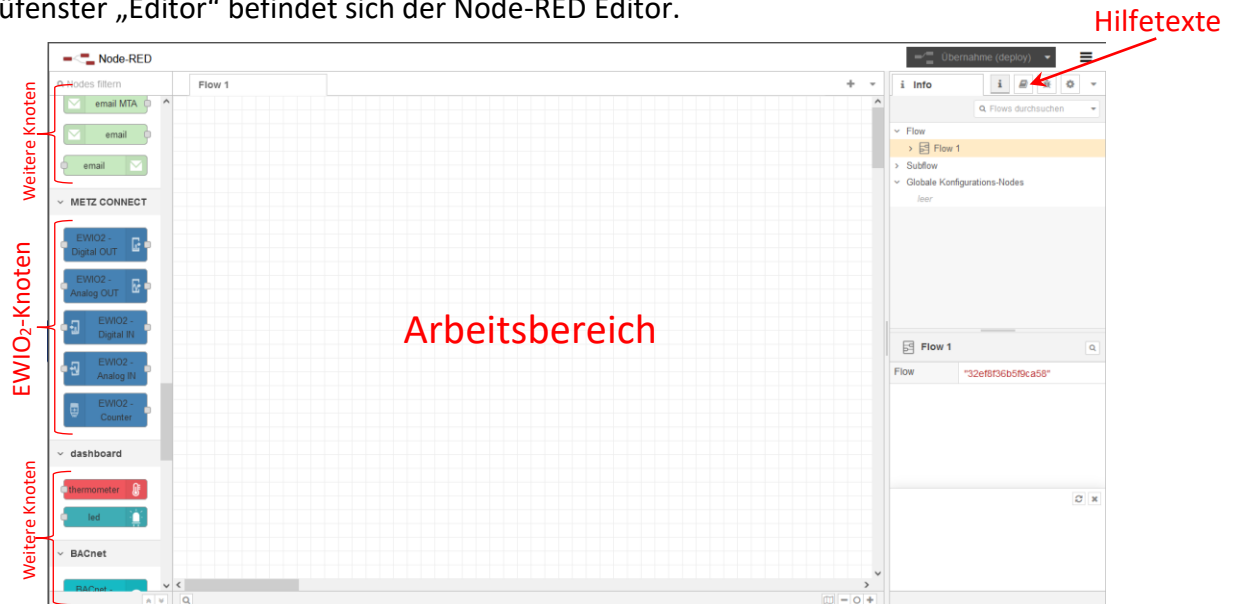 üfenster „Editor“ befindet sich der Node-RED Editor.
Hilfetexte
Node-RED
Übernahme (deploy)
Nodes filtern
Flow 1
i Info
i
Flows durchsuchen
Weitere Knoten
email MTA
email
email
Flow
Flow 1
Subflow
Globale Konfigurations-Nodes
leer
METZ CONNECT
EWIO2-Knoten
EWIO2 -
Digital OUT
EWIO2 -
Analog OUT
EWIO2 -
Digital IN
EWIO2 -
Analog IN
EWIO2 -
Counter
Arbeitsbereich
Flow 1
Flow "32ef8f36b5f9ca58"
dashboard
Weitere Knoten
thermometer
led
BACnet
BACnet -